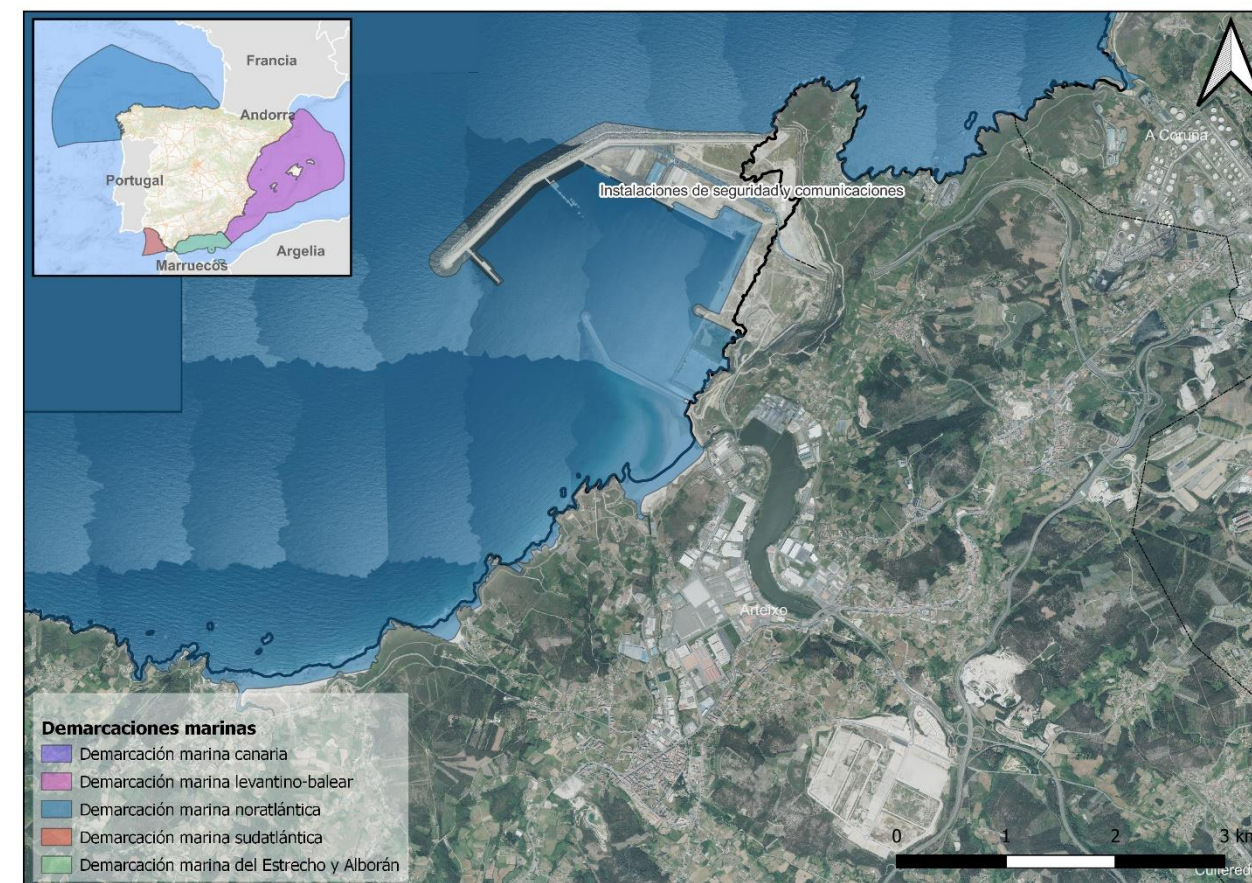 Francia
Andorra
Portugal
Argelia
Marruecos
A Coruña
Instalaciones de seguridad y comunicaciones
Arteixo
Demarcaciones marinas
Demarcación marina canaria
Demarcación marina levantino-balear
Demarcación marina noratlántica
Demarcación marina sudatlántica
Demarcación marina del Estrecho y Alborán
0 1 2 3 km